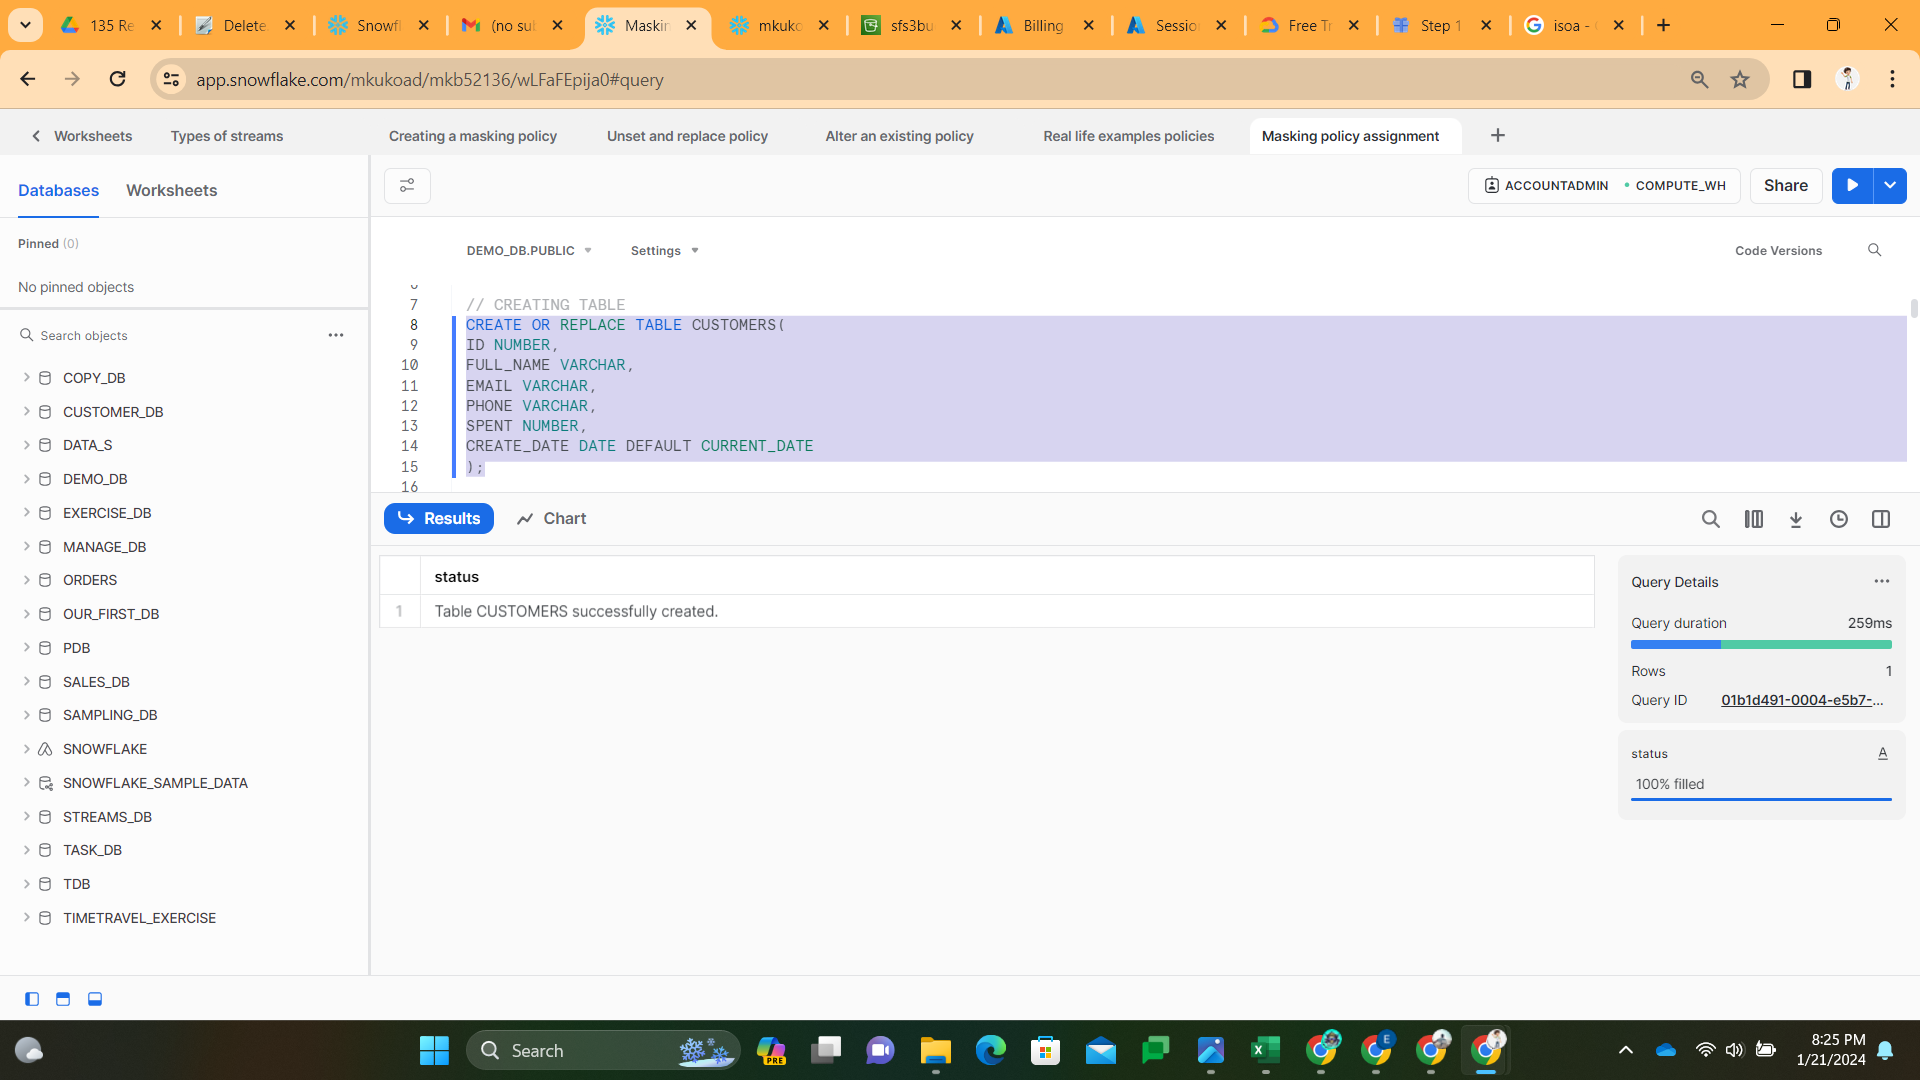 135 Re
Delete
Snowfl
(no sub
Maskin
mkuko
sfs3bu
Billing
Sessio
Free Tr
Step 1
isoa -
app.snowflake.com/mkukoad/mkb52136/wLFaFEpija0#query
Worksheets
Types of streams
Creating a masking policy
Unset and replace policy
Alter an existing policy
Real life examples policies
Masking policy assignment
Databases
Worksheets
ACCOUNTADMIN
COMPUTE_WH
Share
Pinned (0)
No pinned objects
DEMO_DB.PUBLIC
Settings
Code Versions
Search objects
COPY_DB
CUSTOMER_DB
DATA_S
DEMO_DB
EXERCISE_DB
MANAGE_DB
ORDERS
OUR_FIRST_DB
PDB
SALES_DB
SAMPLING_DB
SNOWFLAKE
SNOWFLAKE_SAMPLE_DATA
STREAMS_DB
TASK_DB
TDB
TIMETRAVEL_EXERCISE
7 // CREATING TABLE
8 CREATE OR REPLACE TABLE CUSTOMERS(
9 ID NUMBER,
10 FULL_NAME VARCHAR,
11 EMAIL VARCHAR,
12 PHONE VARCHAR,
13 SPENT NUMBER,
14 CREATE_DATE DATE DEFAULT CURRENT_DATE
15 );
16
Results
Chart
status
1 Table CUSTOMERS successfully created.
Query Details
Query duration 259ms
Rows 1
Query ID 01b1d491-0004-e5b7-...
status A
100% filled
Search
PRE
E
8:25 PM
1/21/2024